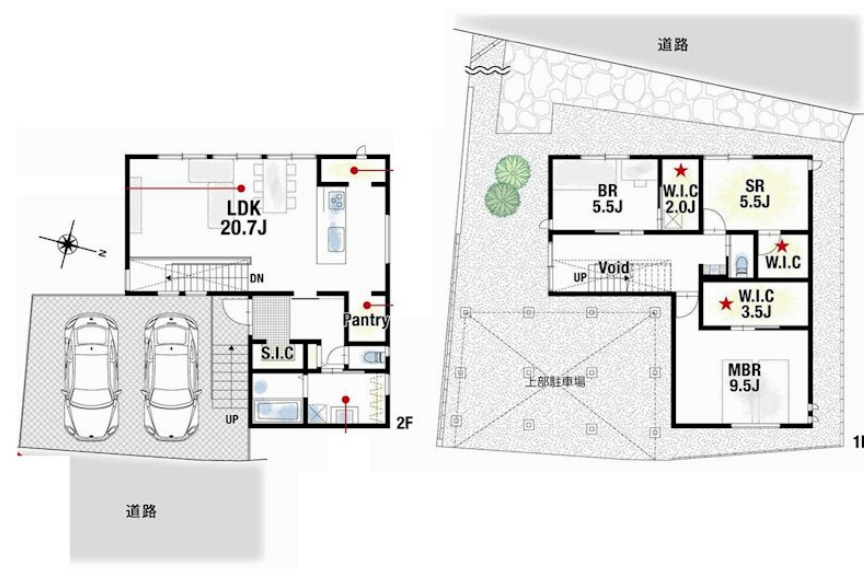 道路
LDK
20.7J
N
DN
Pantry
S.I.C
UP
2F
道路
BR
5.5J
W.I.C
2.0J
SR
5.5J
W.I.C
Void
UP
W.I.C
3.5J
MBR
9.5J
上部駐車場